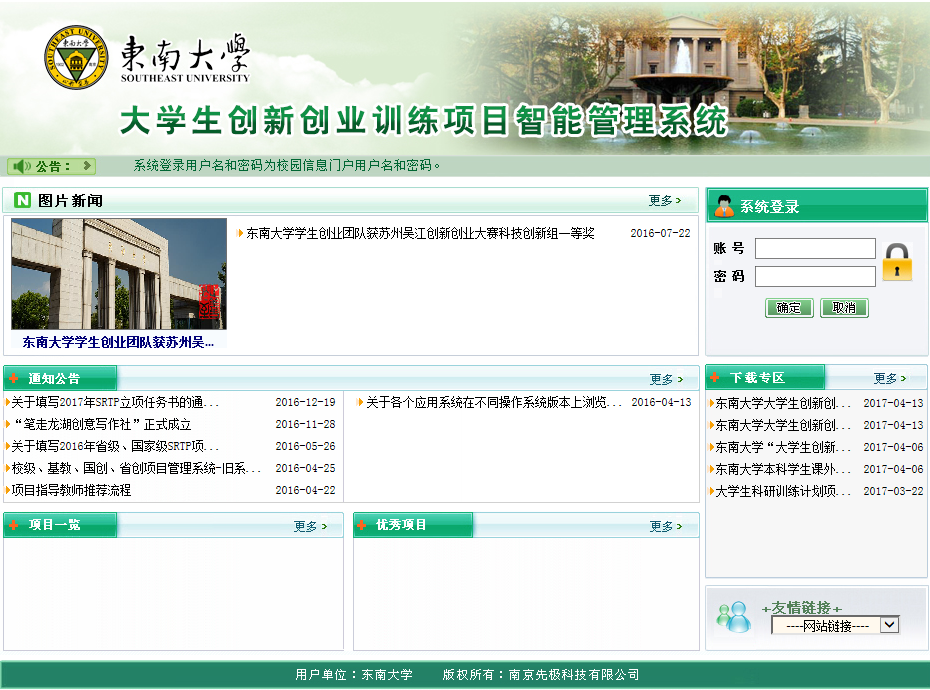 東南大學
SOUTHEAST UNIVERSITY
大学生创新创业训练项目智能管理系统
公告：
系统登录用户名和密码为校园信息门户用户名和密码。
图片新闻
更多
东南大学学生创业团队获苏州吴...
东南大学学生创业团队获苏州吴江创新创业大赛科技创新组一等奖 2016-07-22
系统登录
账 号
密 码
确定 取消
通知公告
更多
关于填写2017年SRTP立项任务书的通... 2016-12-19
“笔走龙湖创意写作社”正式成立 2016-11-28
关于填写2016年省级、国家级SRTP项... 2016-05-26
校级、基教、国创、省创项目管理系统-旧系... 2016-04-25
项目指导教师推荐流程 2016-04-22
关于各个应用系统在不同操作系统版本上浏览... 2016-04-13
下载专区
更多
东南大学大学生创新创... 2017-04-13
东南大学大学生创新创... 2017-04-13
东南大学“大学生创新... 2017-04-06
东南大学本科学生课外... 2017-04-06
大学生科研训练计划项... 2017-03-22
项目一览
更多
优秀项目
更多
+友情链接+
----网站链接----
用户单位：东南大学 版权所有：南京先极科技有限公司